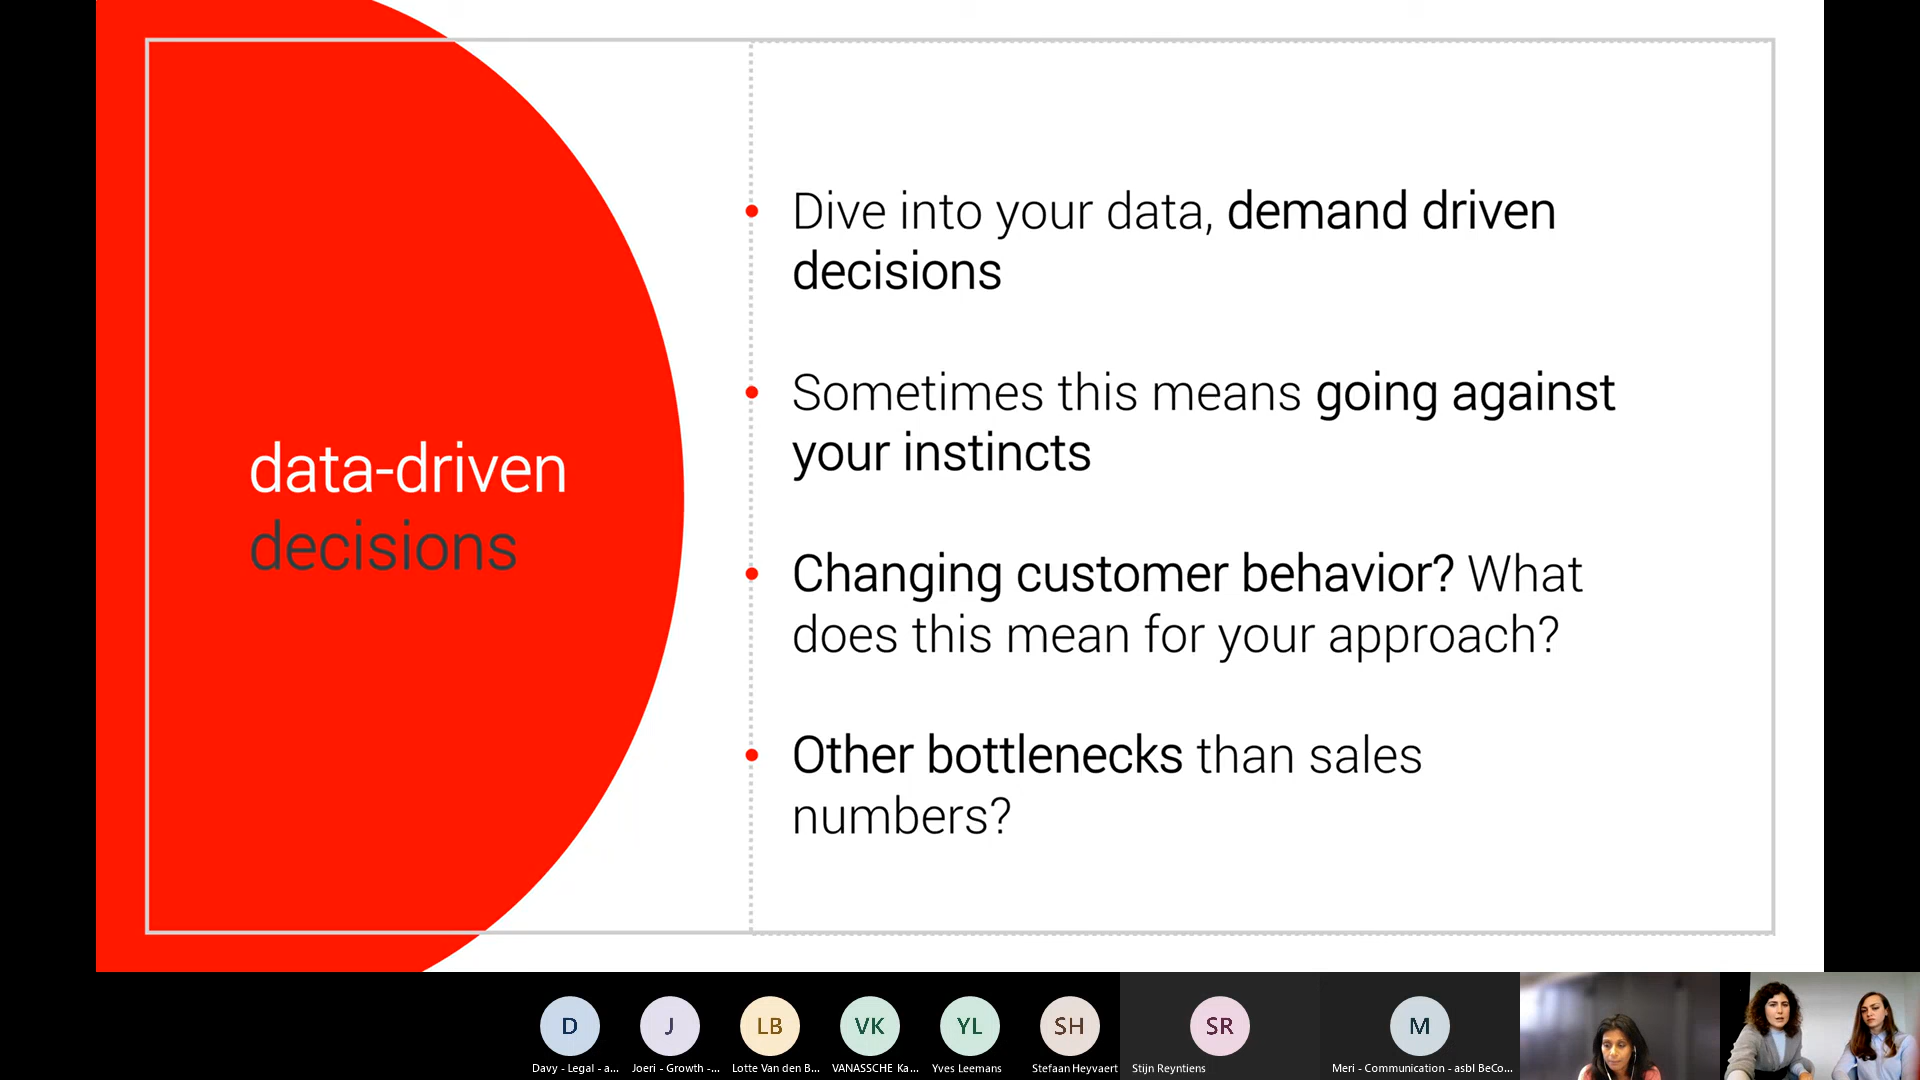 data-driven
decisions
• Dive into your data, demand driven
decisions
• Sometimes this means going against
your instincts
• Changing customer behavior? What
does this mean for your approach?
• Other bottlenecks than sales
numbers?
D
J
LB
VK
YL
SH
SR
M
Davy - Legal - a...
Joeri - Growth -...
Lotte Van den B...
VANASSCHE Ka...
Yves Leemans
Stefaan Heyvaert
Stijn Reyntiens
Meri - Communication - asbl BeCo...